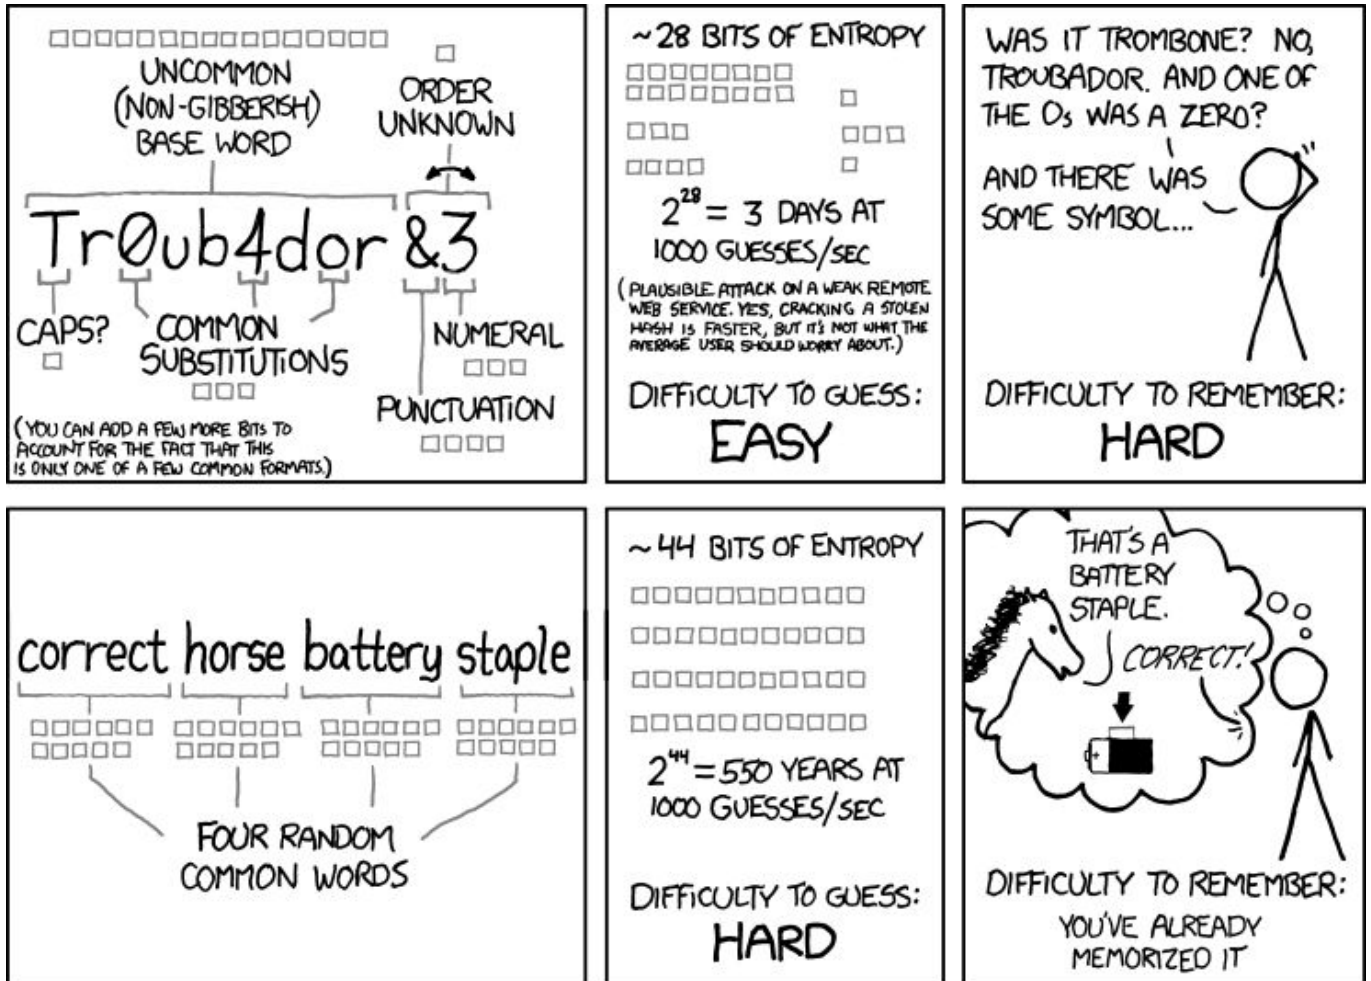 UNCOMMON
(NON-GIBBERISH)
BASE WORD
ORDER
UNKNOWN
Tr0ub4dor &3
CAPS?
COMMON
SUBSTITUTIONS
NUMERAL
PUNCTUATION
(YOU CAN ADD A FEW MORE BITS TO
ACCOUNT FOR THE FACT THAT THIS
IS ONLY ONE OF A FEW COMMON FORMATS.)
~28 BITS OF ENTROPY
2^28 = 3 DAYS AT
1000 GUESSES/SEC
(PLAUSIBLE ATTACK ON A WEAK REMOTE
WEB SERVICE. YES, CRACKING A STOLEN
HASH IS FASTER, BUT IT'S NOT WHAT THE
AVERAGE USER SHOULD WORRY ABOUT.)
DIFFICULTY TO GUESS:
EASY
WAS IT TROMBONE? NO,
TROUBADOR. AND ONE OF
THE Os WAS A ZERO?
AND THERE WAS
SOME SYMBOL...
DIFFICULTY TO REMEMBER:
HARD
correct horse battery staple
FOUR RANDOM
COMMON WORDS
~44 BITS OF ENTROPY
2^44 = 550 YEARS AT
1000 GUESSES/SEC
DIFFICULTY TO GUESS:
HARD
THAT'S A
BATTERY
STAPLE.
CORRECT!
+
DIFFICULTY TO REMEMBER:
YOU'VE ALREADY
MEMORIZED IT